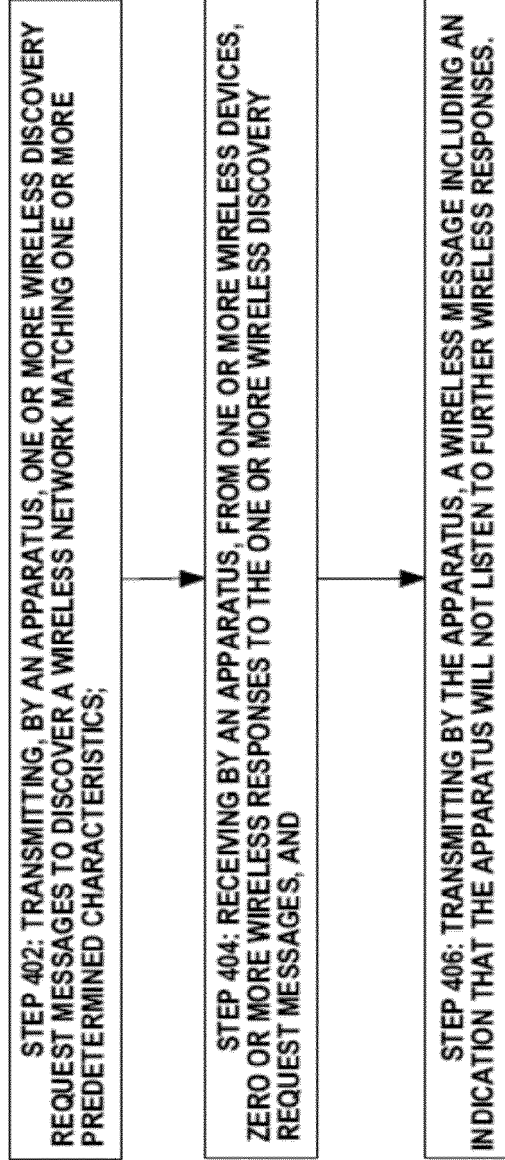 STEP 402: TRANSMITTING, BY AN APPARATUS, ONE OR MORE WIRELESS DISCOVERY
REQUEST MESSAGES TO DISCOVER A WIRELESS NETWORK MATCHING ONE OR MORE
PREDETERMINED CHARACTERISTICS;
STEP 404: RECEIVING BY AN APPARATUS, FROM ONE OR MORE WIRELESS DEVICES,
ZERO OR MORE WIRELESS RESPONSES TO THE ONE OR MORE WIRELESS DISCOVERY
REQUEST MESSAGES, AND
STEP 406: TRANSMITTING BY THE APPARATUS, A WIRELESS MESSAGE INCLUDING AN
INDICATION THAT THE APPARATUS WILL NOT LISTEN TO FURTHER WIRELESS RESPONSES.